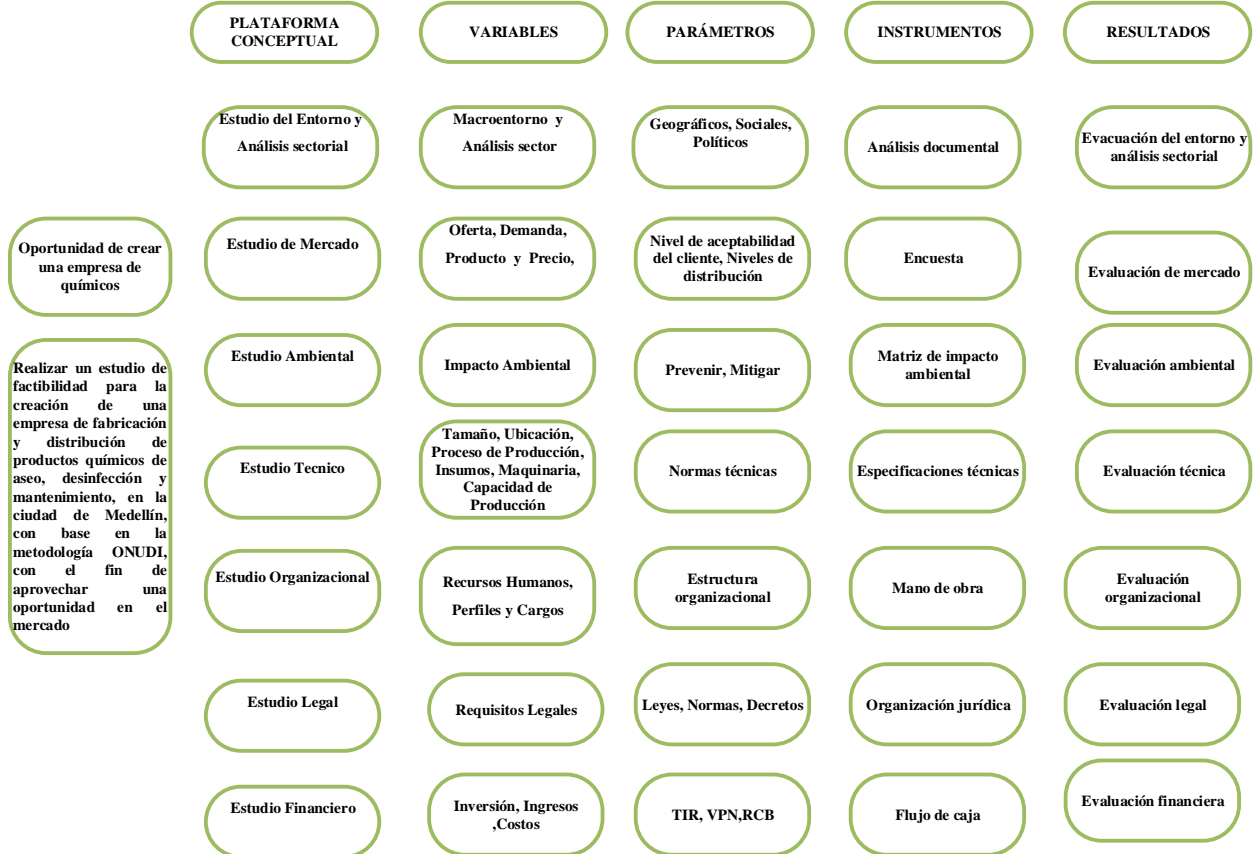 PLATAFORMA
CONCEPTUAL
VARIABLES
PARÁMETROS
INSTRUMENTOS
RESULTADOS
Estudio del Entorno y
Análisis sectorial
Macroentorno y
Análisis sector
Geográficos, Sociales,
Políticos
Análisis documental
Evacuación del entorno y
análisis sectorial
Oportunidad de crear
una empresa de
químicos
Estudio de Mercado
Oferta, Demanda,
Producto y Precio,
Nivel de aceptabilidad
del cliente, Niveles de
distribución
Encuesta
Evaluación de mercado
Realizar un estudio de
factibilidad para la
creación de una
empresa de fabricación
y distribución de
productos químicos de
aseo, desinfección y
mantenimiento, en la
ciudad de Medellín,
con base en la
metodología ONUDI,
con el fin de
aprovechar una
oportunidad en el
mercado
Estudio Ambiental
Impacto Ambiental
Prevenir, Mitigar
Matriz de impacto
ambiental
Evaluación ambiental
Estudio Tecnico
Tamaño, Ubicación,
Proceso de Producción,
Insumos, Maquinaria,
Capacidad de
Producción
Normas técnicas
Especificaciones técnicas
Evaluación técnica
Estudio Organizacional
Recursos Humanos,
Perfiles y Cargos
Estructura
organizacional
Mano de obra
Evaluación
organizacional
Estudio Legal
Requisitos Legales
Leyes, Normas, Decretos
Organización jurídica
Evaluación legal
Estudio Financiero
Inversión, Ingresos
,Costos
TIR, VPN,RCB
Flujo de caja
Evaluación financiera